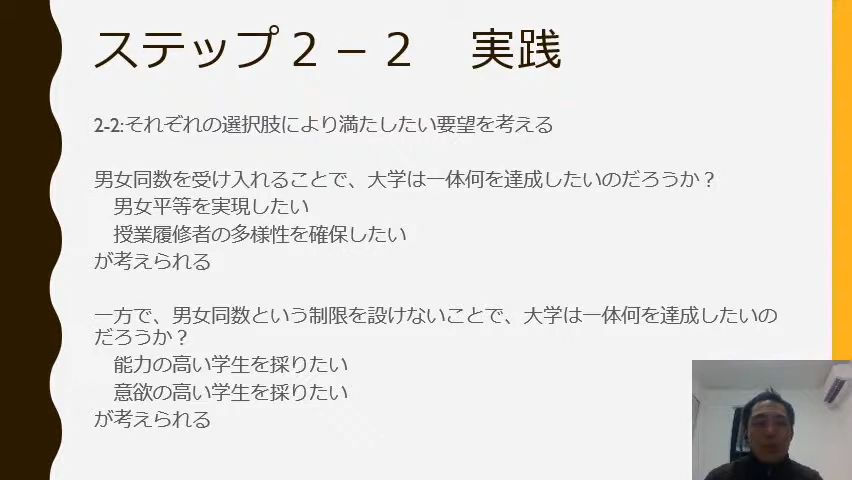 ステップ２－２　実践
2-2:それぞれの選択肢により満たしたい要望を考える
男女同数を受け入れることで、大学は一体何を達成したいのだろうか？
男女平等を実現したい
授業履修者の多様性を確保したい
が考えられる
一方で、男女同数という制限を設けないことで、大学は一体何を達成したいの
だろうか？
能力の高い学生を採りたい
意欲の高い学生を採りたい
が考えられる